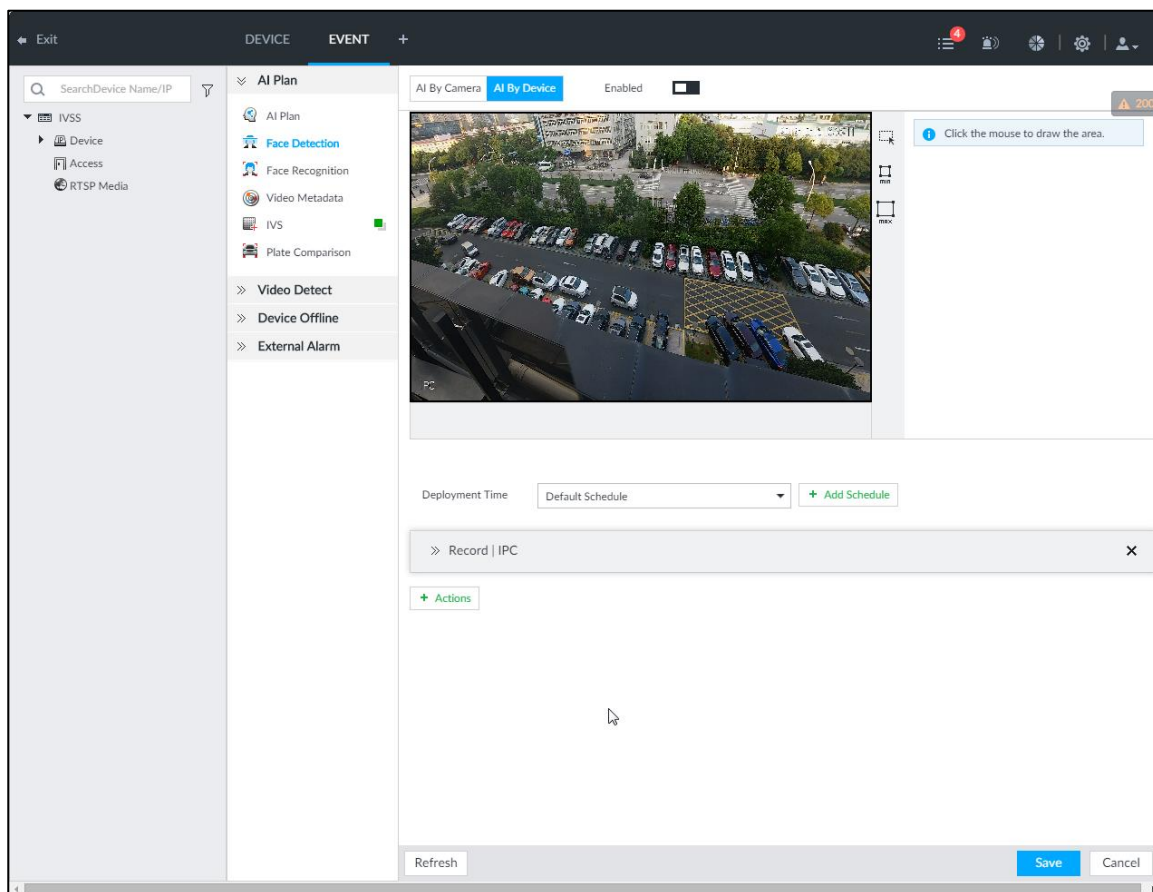 Exit
DEVICE EVENT +
4
SearchDevice Name/IP
IVSS
Device
Access
RTSP Media
AI Plan
AI Plan
Face Detection
Face Recognition
Video Metadata
IVS
Plate Comparison
Video Detect
Device Offline
External Alarm
AI By Camera AI By Device Enabled
200
Click the mouse to draw the area.
min
max
PC
Deployment Time Default Schedule + Add Schedule
Record | IPC
+ Actions
Refresh Save Cancel